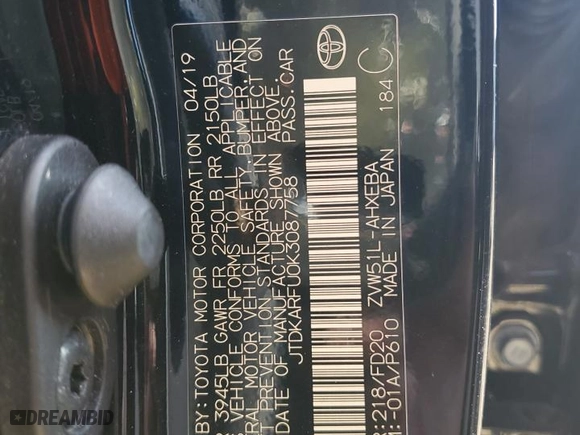 BY: TOYOTA MOTOR CORPORATION 04/19
3945LB GAWR FR 2250LB RR 2150LB
VEHICLE CONFORMS TO ALL APPLICABLE
MOTOR VEHICLE SAFETY, BUMPER, AND
PREVENTION STANDARDS IN EFFECT ON
DATE OF MANUFACTURE SHOWN ABOVE.
JTDKARFU0K3087758 PASS.CAR
:218/FD20 ZVW51L-AHXEBA
-01A/P610 MADE IN JAPAN 184 C
DREAMBID